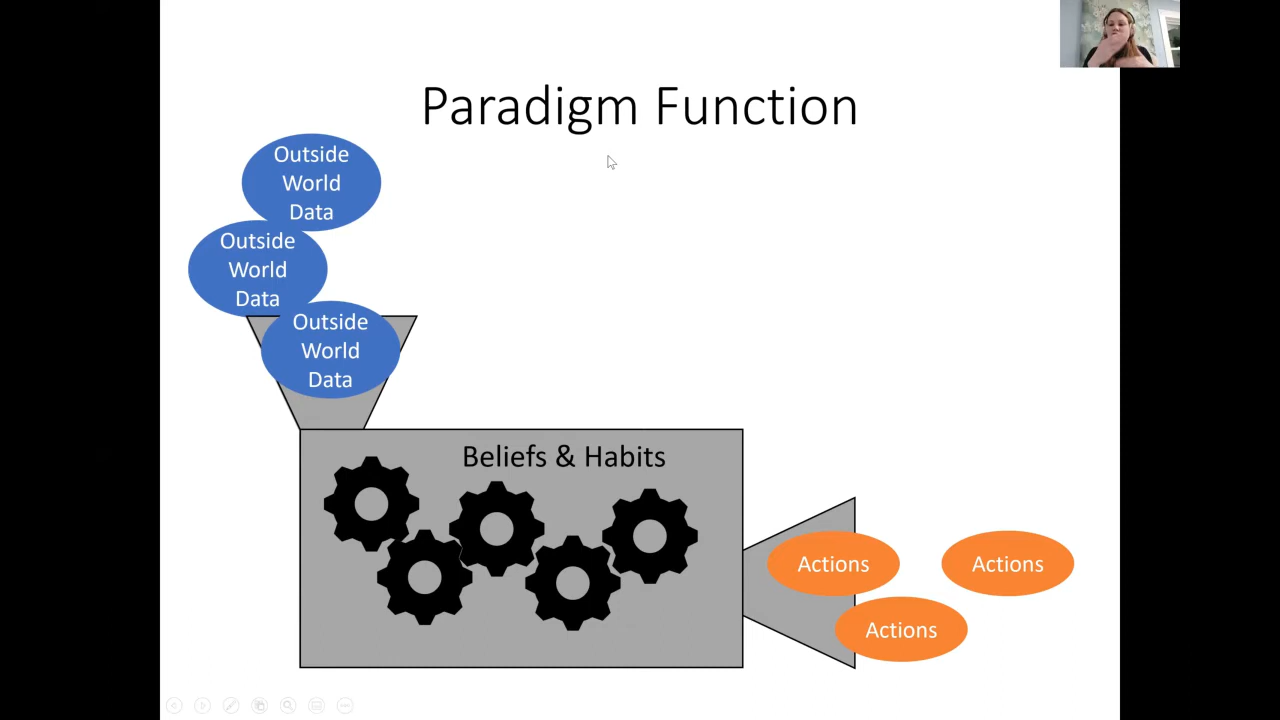 Paradigm Function
Outside
World
Data
Outside
World
Data
Outside
World
Data
Beliefs & Habits
Actions
Actions
Actions